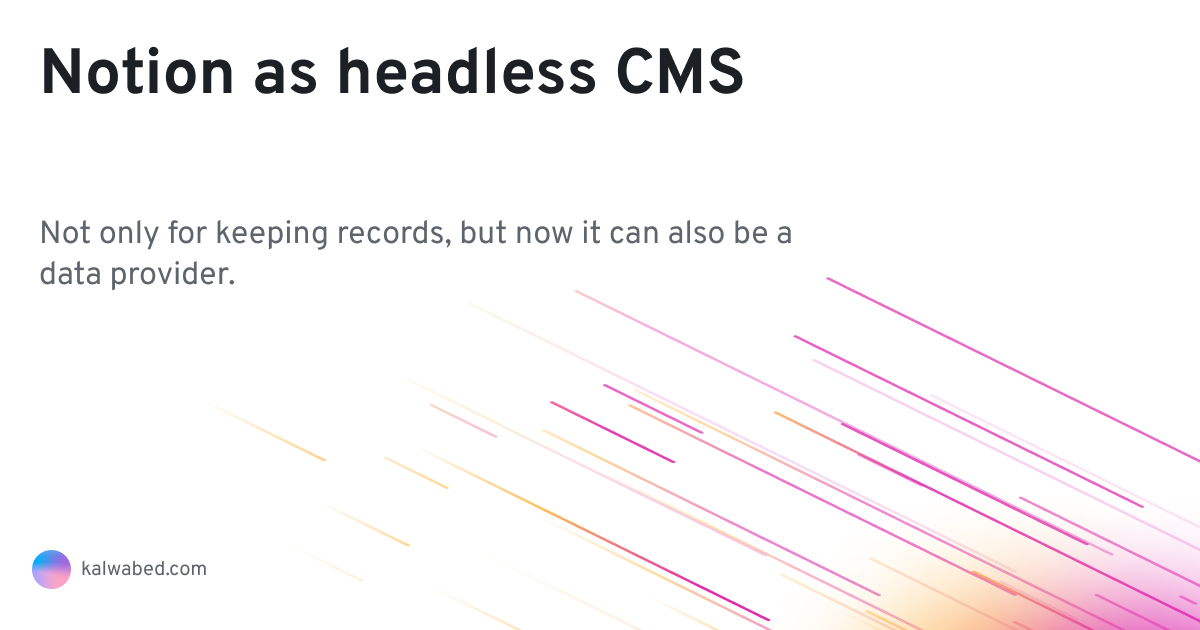 Notion as headless CMS
Not only for keeping records, but now it can also be a
data provider.
kalwabed.com